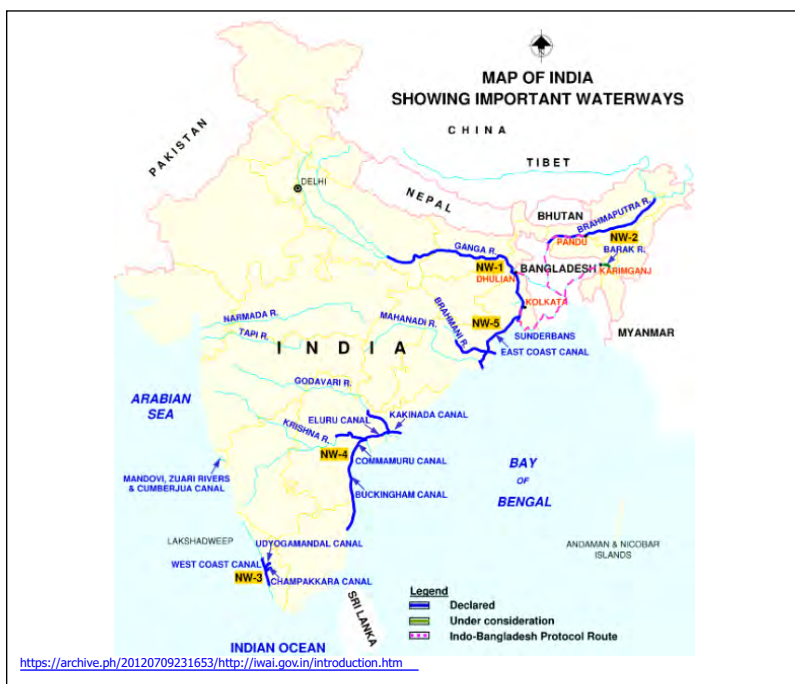 MAP OF INDIA
SHOWING IMPORTANT WATERWAYS
CHINA
PAKISTAN
TIBET
DELHI
NEPAL
BHUTAN
BRAHMAPUTRA R.
PANDU
NW-2
GANGA R.
BARAK R.
NW-1
BANGLADESH
KARIMGANJ
DHULIAN
KOLKATA
NARMADA R.
MAHANADI R.
BRAHMANI R.
NW-5
SUNDERBANS
MYANMAR
TAPI R.
INDIA
EAST COAST CANAL
GODAVARI R.
ARABIAN
SEA
ELURU CANAL
KAKINADA CANAL
KRISHNA R.
NW-4
COMMAMURU CANAL
BAY
OF
BENGAL
MANDOVI, ZUARI RIVERS
& CUMBERJUA CANAL
BUCKINGHAM CANAL
LAKSHADWEEP
UDYOGAMANDAL CANAL
ANDAMAN & NICOBAR
ISLANDS
WEST COAST CANAL
NW-3
CHAMPAKKARA CANAL
SRI LANKA
Legend
Declared
Under consideration
Indo-Bangladesh Protocol Route
INDIAN OCEAN
https://archive.ph/20120709231653/http://iwai.gov.in/introduction.htm